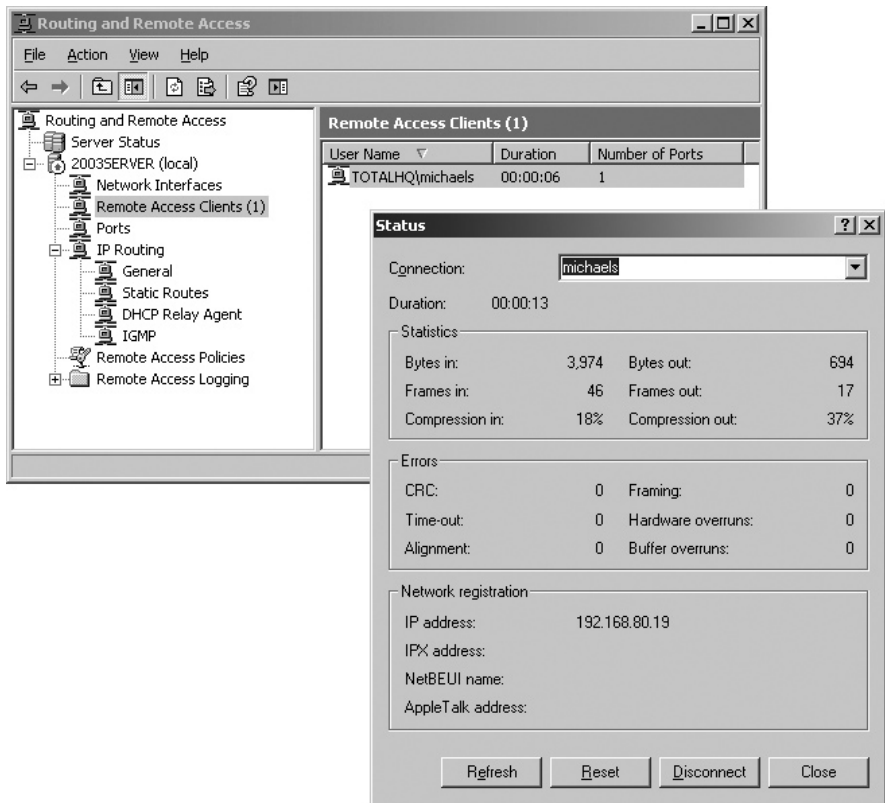 Routing and Remote Access
File Action View Help
Routing and Remote Access
Server Status
2003SERVER (local)
Network Interfaces
Remote Access Clients (1)
Ports
IP Routing
General
Static Routes
DHCP Relay Agent
IGMP
Remote Access Policies
Remote Access Logging
Remote Access Clients (1)
User Name Duration Number of Ports
TOTALHQ\michaels 00:00:06 1
Status
Connection: michaels
Duration: 00:00:13
Statistics
Bytes in: 3,974 Bytes out: 694
Frames in: 46 Frames out: 17
Compression in: 18% Compression out: 37%
Errors
CRC: 0 Framing: 0
Time-out: 0 Hardware overruns: 0
Alignment: 0 Buffer overruns: 0
Network registration
IP address: 192.168.80.19
IPX address:
NetBEUI name:
AppleTalk address:
Refresh Reset Disconnect Close